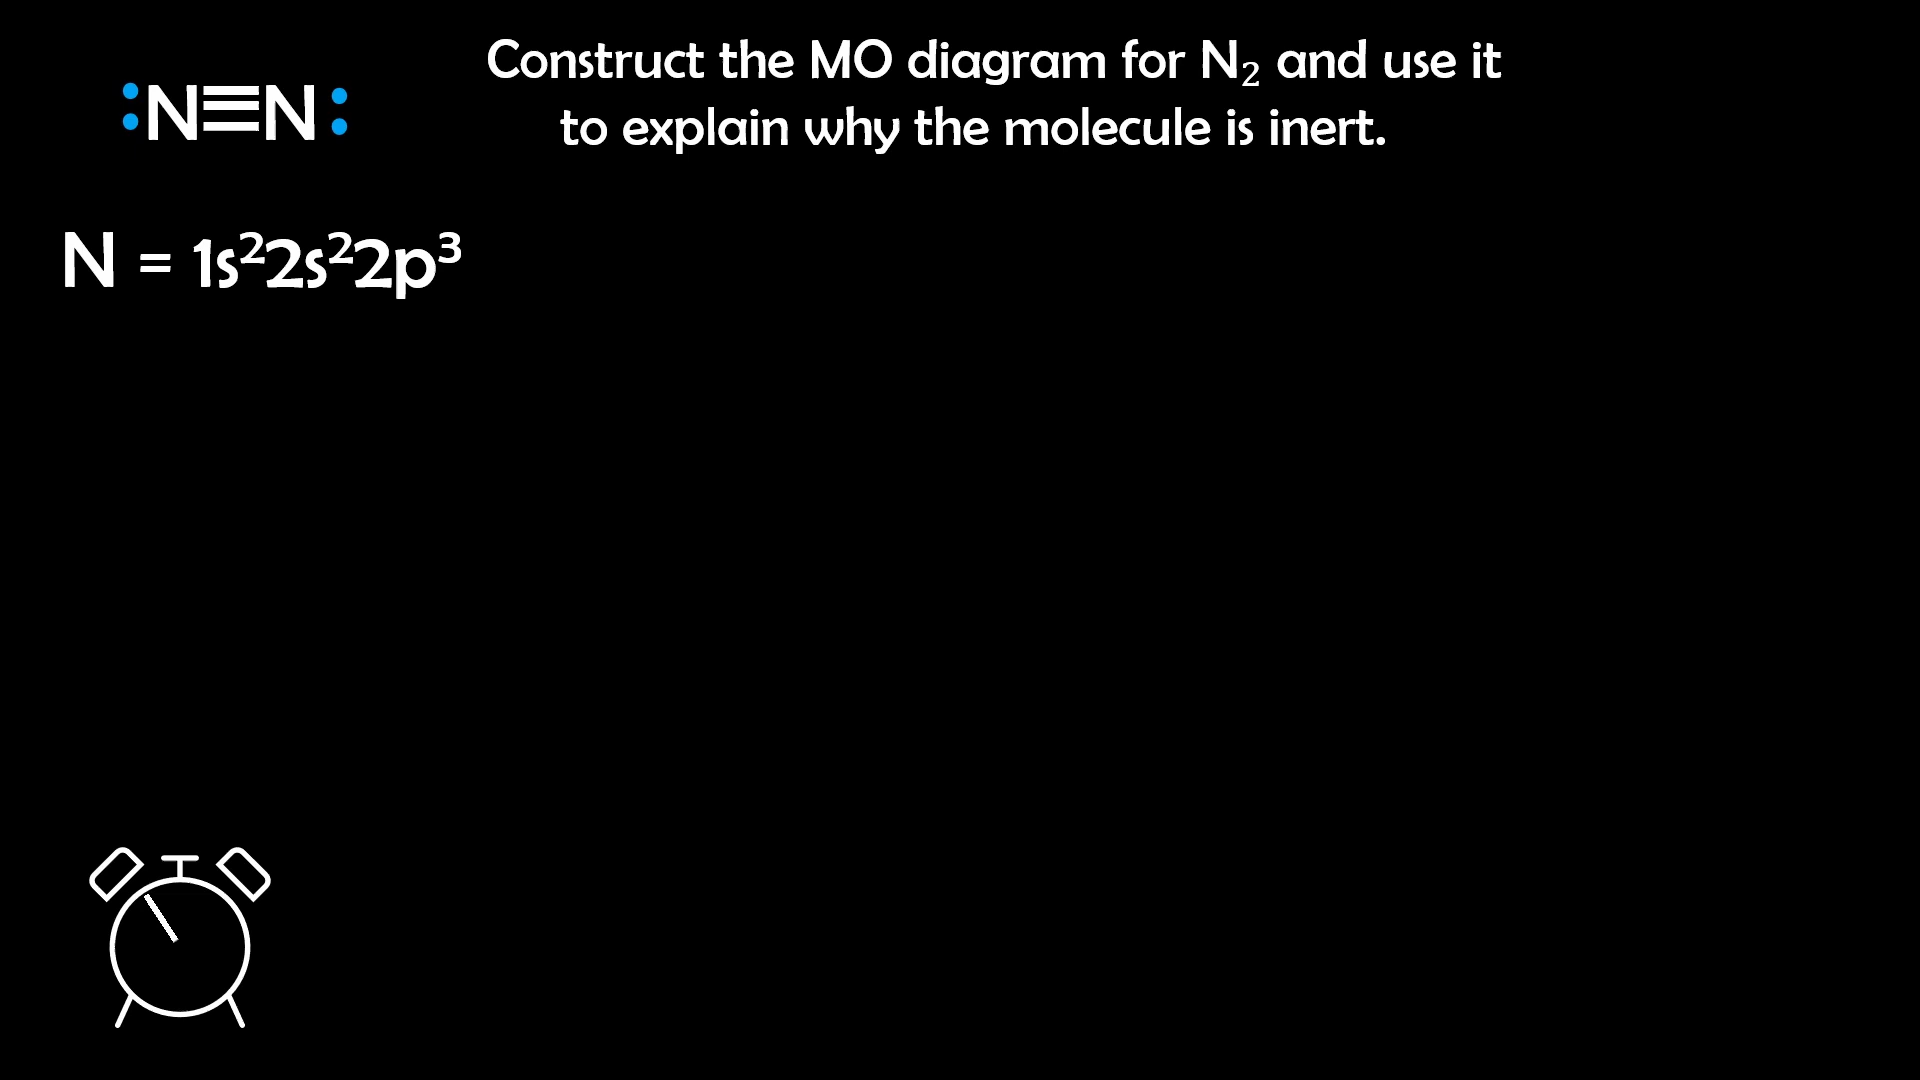 Construct the MO diagram for N₂ and use it
to explain why the molecule is inert.
:N≡N:
N = 1s²2s²2p³